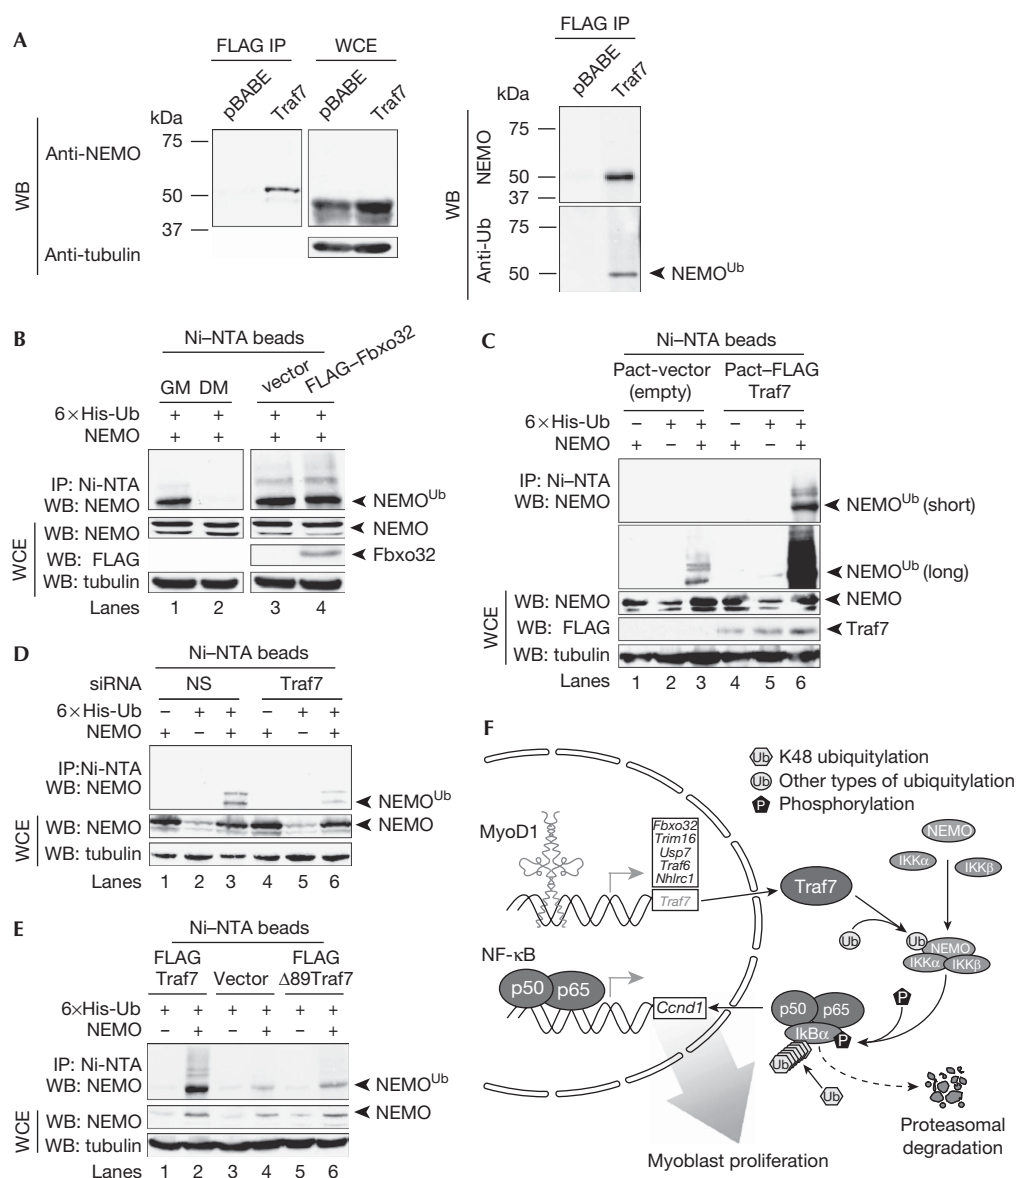 A
FLAG IP WCE
pBABE Traf7 pBABE Traf7
kDa
75
50
37
WB
Anti-NEMO
Anti-tubulin
FLAG IP
pBABE Traf7
kDa
WB
NEMO
75
50
37
Anti-Ub
75
50
NEMOUb
B
Ni–NTA beads
GM DM vector FLAG–Fbxo32
6×His-Ub + + + +
NEMO + + + +
IP: Ni-NTA
WB: NEMO
NEMOUb
WCE
WB: NEMO
NEMO
WB: FLAG
Fbxo32
WB: tubulin
Lanes 1 2 3 4
C
Ni–NTA beads
Pact-vector Pact–FLAG
(empty) Traf7
6×His-Ub – + + – + +
NEMO + – + + – +
IP: Ni–NTA
WB: NEMO
NEMOUb (short)
NEMOUb (long)
WCE
WB: NEMO
NEMO
WB: FLAG
Traf7
WB: tubulin
Lanes 1 2 3 4 5 6
D
Ni–NTA beads
siRNA NS Traf7
6×His-Ub – + + – + +
NEMO + – + + – +
IP:Ni-NTA
WB: NEMO
NEMOUb
WCE
WB: NEMO
NEMO
WB: tubulin
Lanes 1 2 3 4 5 6
E
Ni–NTA beads
FLAG FLAG
Traf7 Vector Δ89Traf7
6×His-Ub + + + + + +
NEMO – + – + – +
IP: Ni-NTA
WB: NEMO
NEMOUb
WCE
WB: NEMO
NEMO
WB: tubulin
Lanes 1 2 3 4 5 6
F
Ub K48 ubiquitylation
Ub Other types of ubiquitylation
P Phosphorylation
MyoD1
Fbxo32
Trim16
Usp7
Traf6
Nhlrc1
Traf7
Traf7
NEMO
IKKα IKKβ
Ub
Ub
NEMO
IKKα IKKβ
NF-κB
p50 p65
Ccnd1
P
p50 p65
IkBα P
Ub
Ub
Proteasomal
degradation
Myoblast proliferation